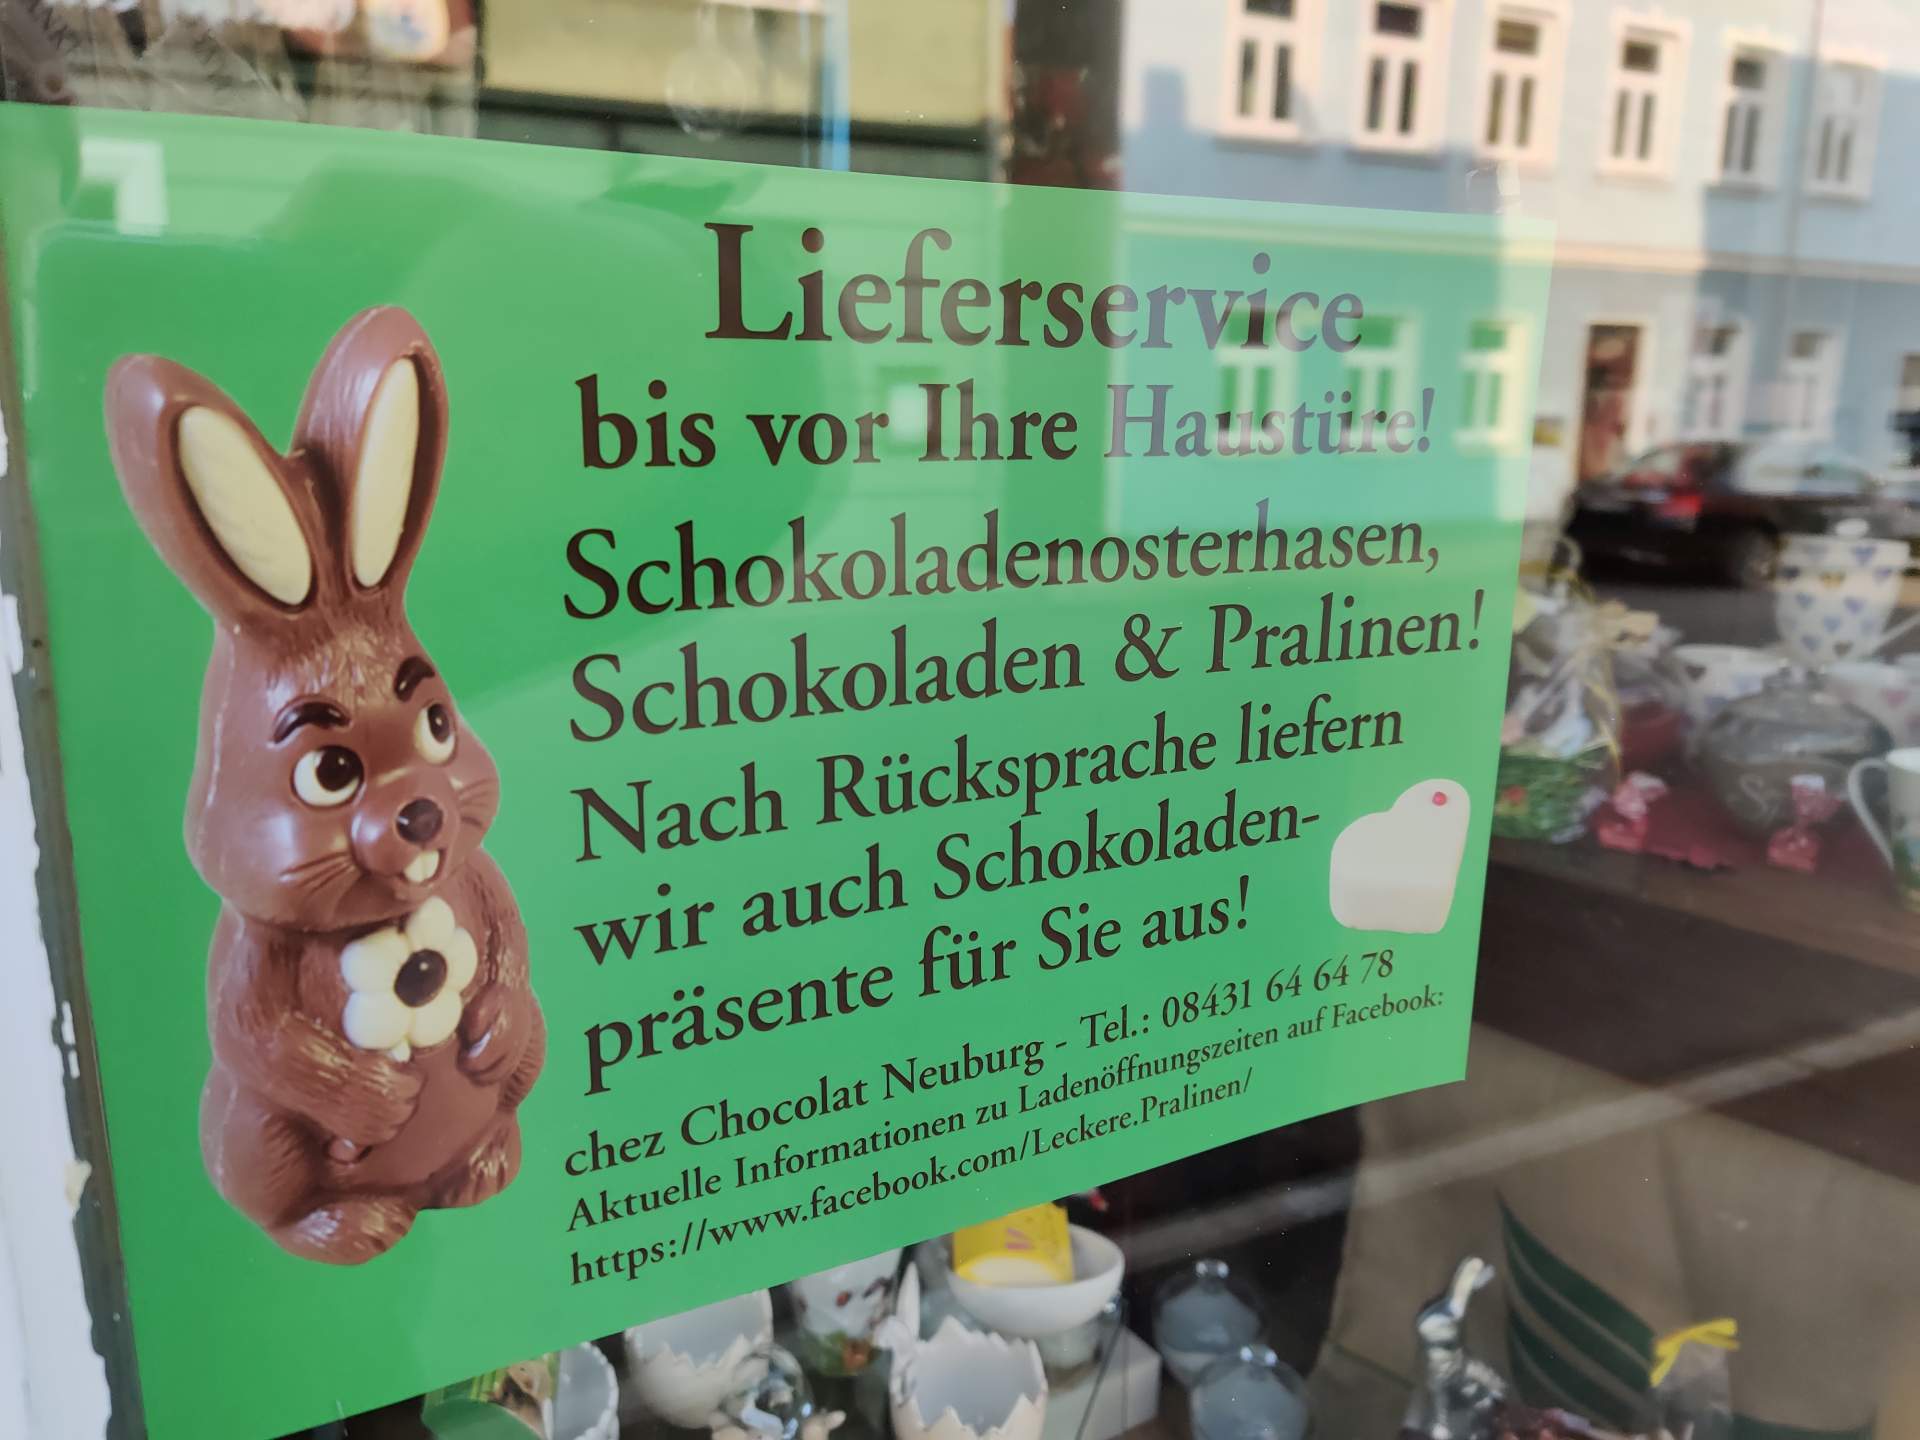 Lieferservice
bis vor Ihre Haustüre!
Schokoladenosterhasen,
Schokoladen & Pralinen!
Nach Rücksprache liefern
wir auch Schokoladen-
präsente für Sie aus!
chez Chocolat Neuburg - Tel.: 08431 64 64 78
Aktuelle Informationen zu Ladenöffnungszeiten auf Facebook:
https://www.facebook.com/Leckere.Pralinen/